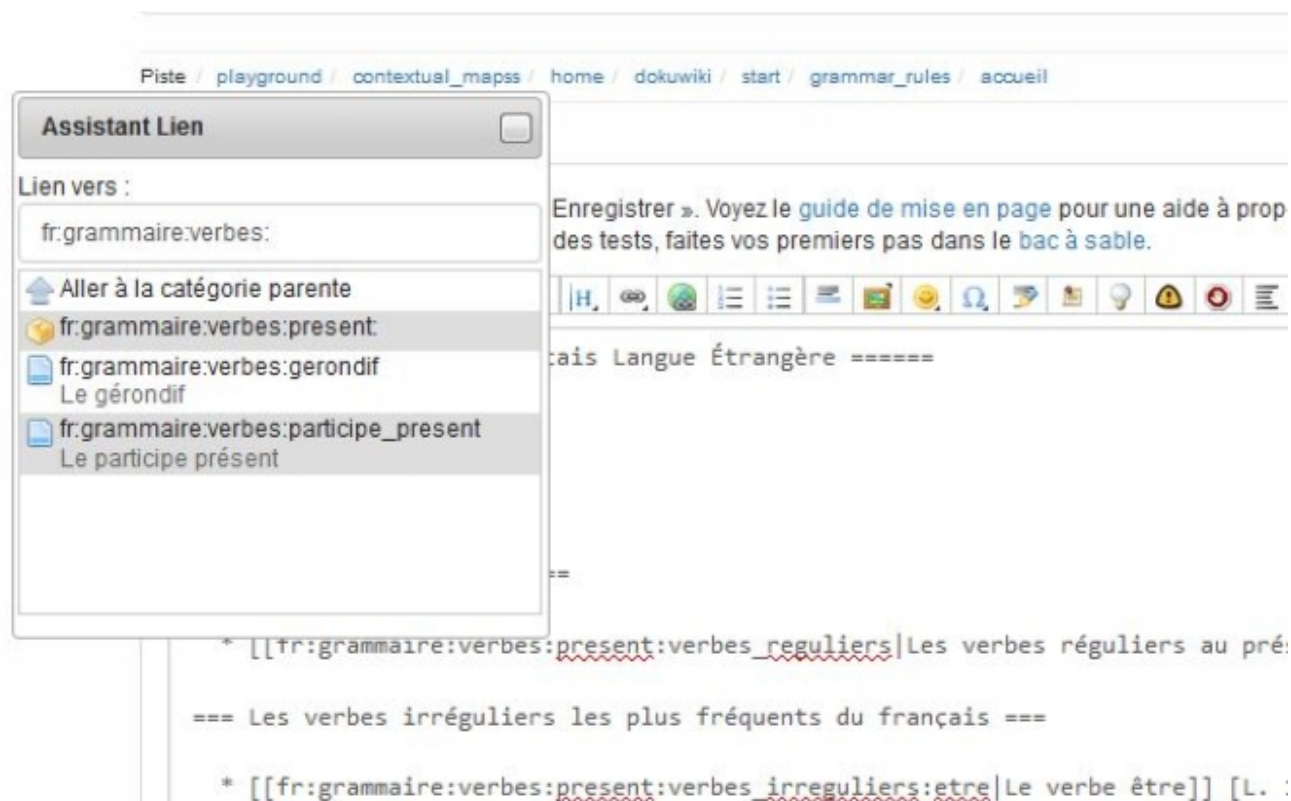 Piste / playground / contextual_mapss / home / dokuwiki / start / grammar_rules / accueil
Assistant Lien
Lien vers :
fr:grammaire:verbes:
Aller à la catégorie parente
fr:grammaire:verbes:present:
fr:grammaire:verbes:gerondif
Le gérondif
fr:grammaire:verbes:participe_present
Le participe présent
Enregistrer ». Voyez le guide de mise en page pour une aide à prop
des tests, faites vos premiers pas dans le bac à sable.
Langue Étrangère ======
==
* [[fr:grammaire:verbes:present:verbes_reguliers|Les verbes réguliers au pré
=== Les verbes irréguliers les plus fréquents du français ===
* [[fr:grammaire:verbes:present:verbes_irreguliers:etre|Le verbe être]] [L.